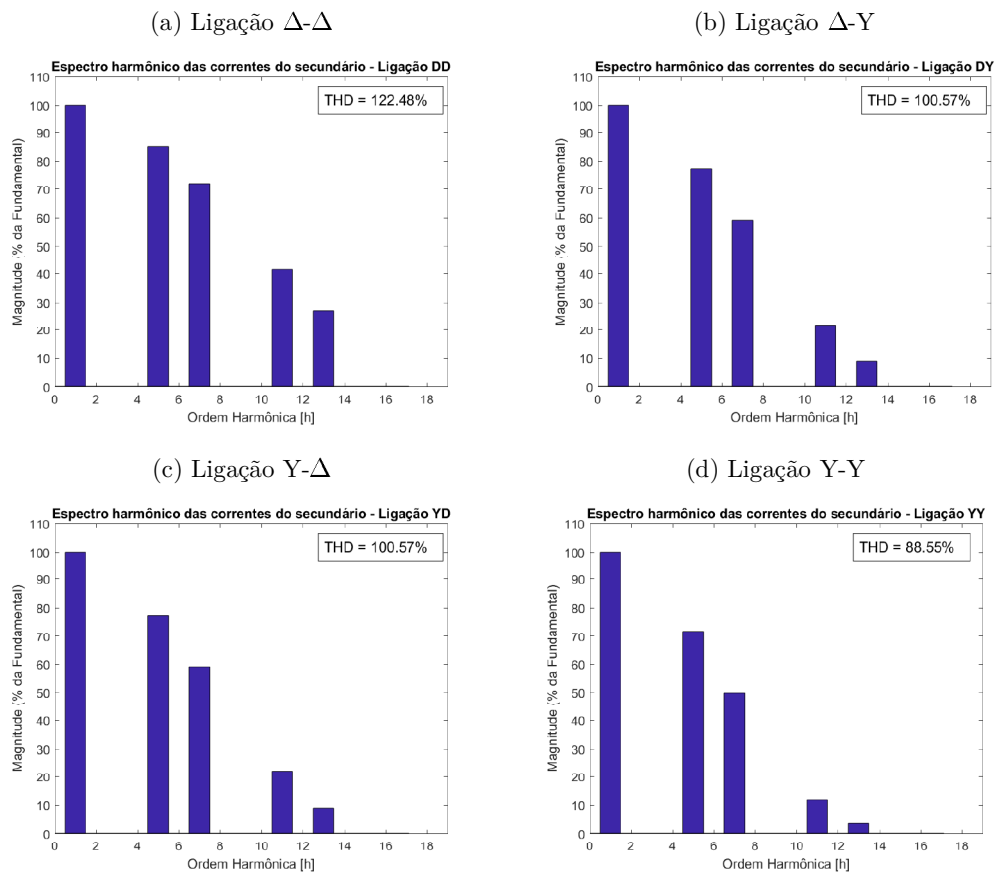 (a) Ligação Δ-Δ
Espectro harmônico das correntes do secundário - Ligação DD
THD = 122.48%
110
100
90
80
70
60
50
40
30
20
10
0
Magnitude (% da Fundamental)
0 2 4 6 8 10 12 14 16 18
Ordem Harmônica [h]
(b) Ligação Δ-Y
Espectro harmônico das correntes do secundário - Ligação DY
THD = 100.57%
110
100
90
80
70
60
50
40
30
20
10
0
Magnitude (% da Fundamental)
0 2 4 6 8 10 12 14 16 18
Ordem Harmônica [h]
(c) Ligação Y-Δ
Espectro harmônico das correntes do secundário - Ligação YD
THD = 100.57%
110
100
90
80
70
60
50
40
30
20
10
0
Magnitude (% da Fundamental)
0 2 4 6 8 10 12 14 16 18
Ordem Harmônica [h]
(d) Ligação Y-Y
Espectro harmônico das correntes do secundário - Ligação YY
THD = 88.55%
110
100
90
80
70
60
50
40
30
20
10
0
Magnitude (% da Fundamental)
0 2 4 6 8 10 12 14 16 18
Ordem Harmônica [h]